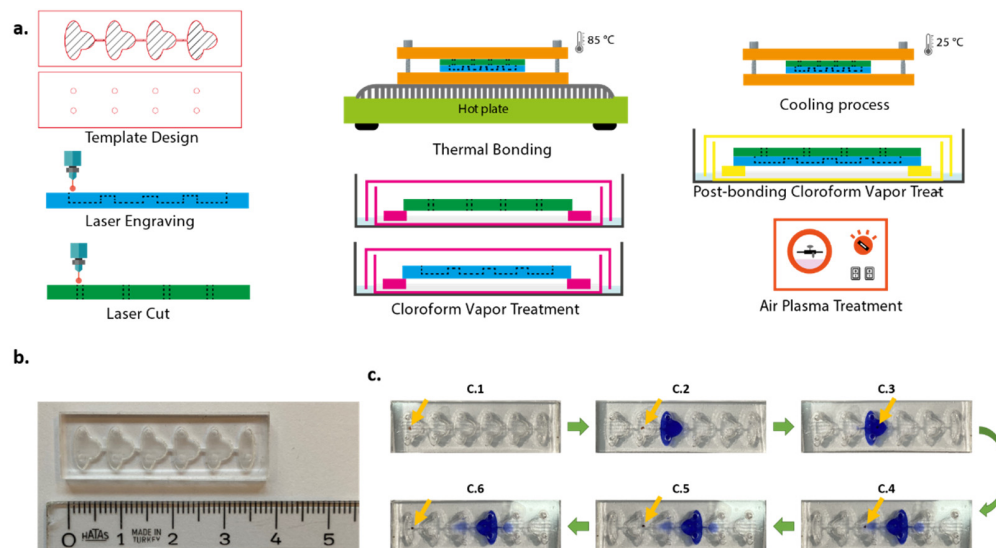 a.
Template Design
Laser Engraving
Laser Cut
85 °C
Hot plate
Thermal Bonding
Cloroform Vapor Treatment
25 °C
Cooling process
Post-bonding Cloroform Vapor Treat
Air Plasma Treatment
b.
0 HATAS 1 MADE IN TURKEY 2 3 4 5
c.
C.1
C.2
C.3
C.6
C.5
C.4